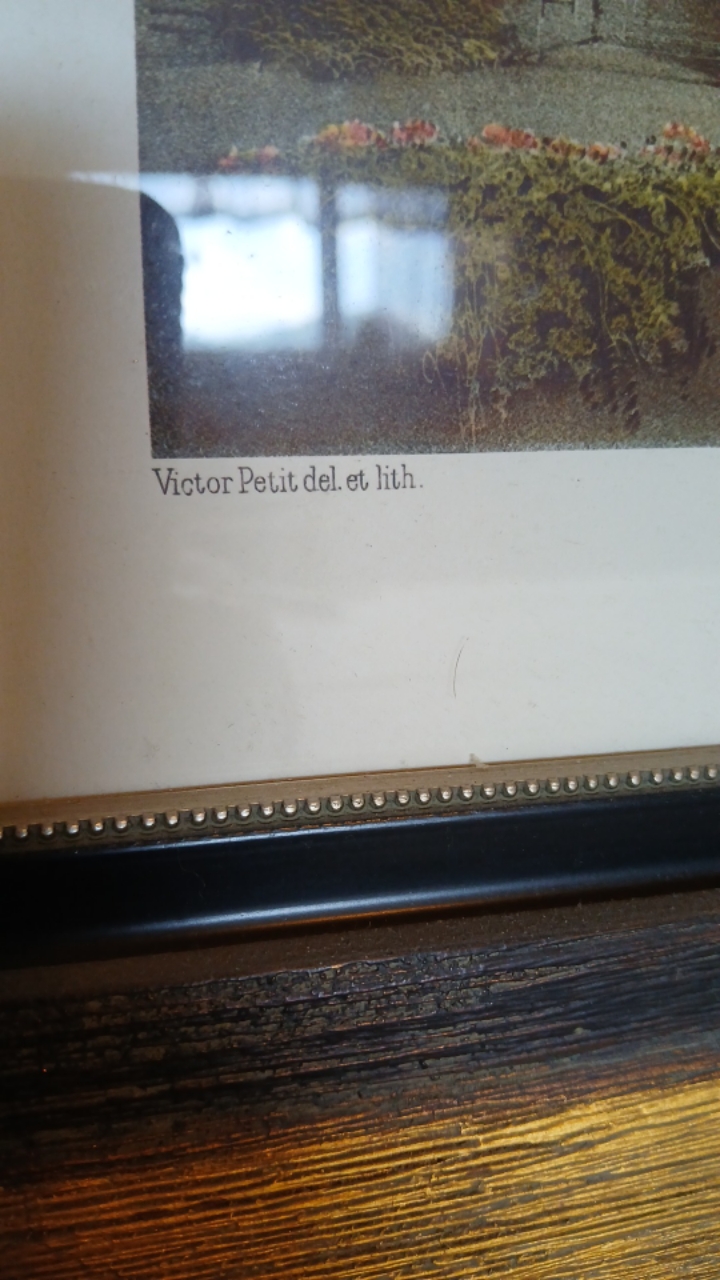 Victor Petit del. et lith.